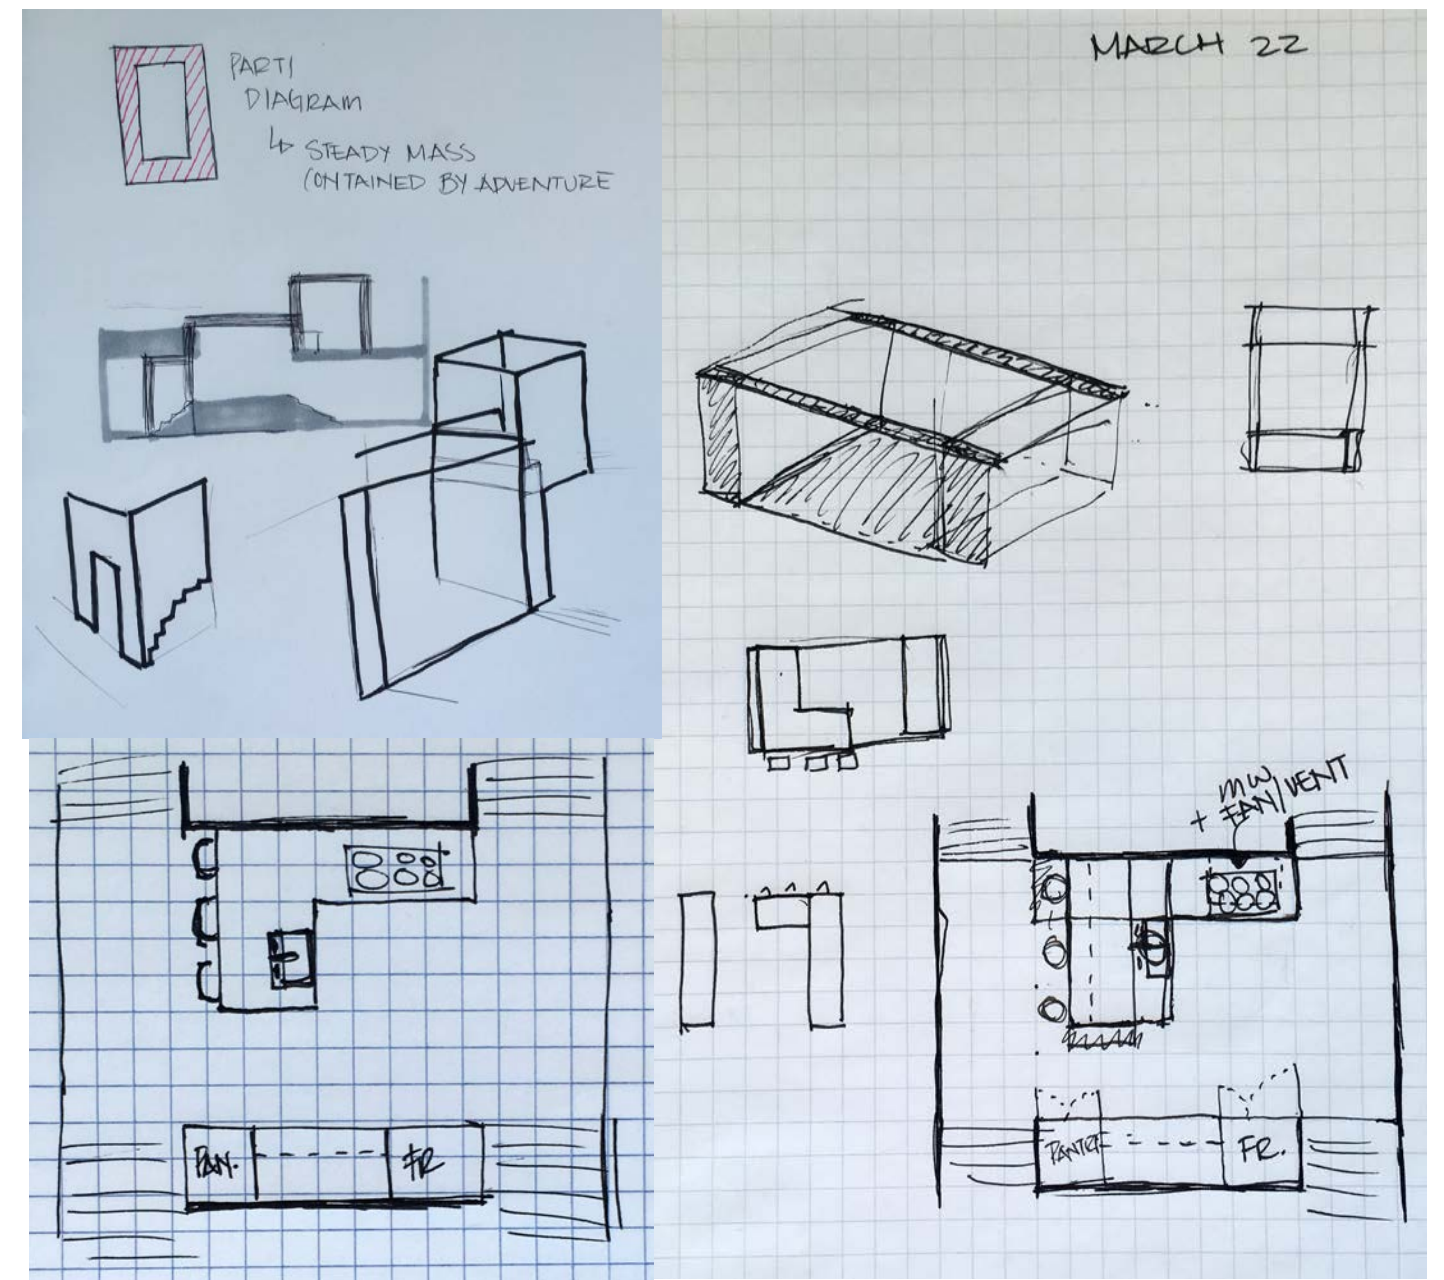 PARTI
DIAGRAM
↳ STEADY MASS
CONTAINED BY ADVENTURE
MARCH 22
MW
+ FAN/VENT
PAN.
FR
PANTRY
FR.